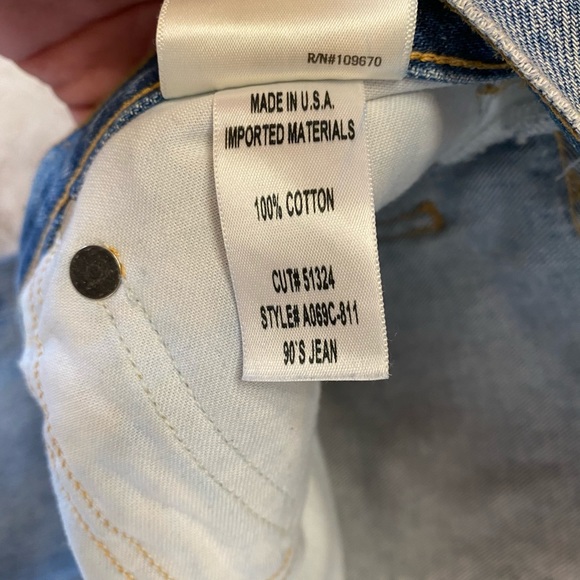 R/N#109670
MADE IN U.S.A.
IMPORTED MATERIALS
100% COTTON
CUT# 51324
STYLE# A069C-811
90`S JEAN